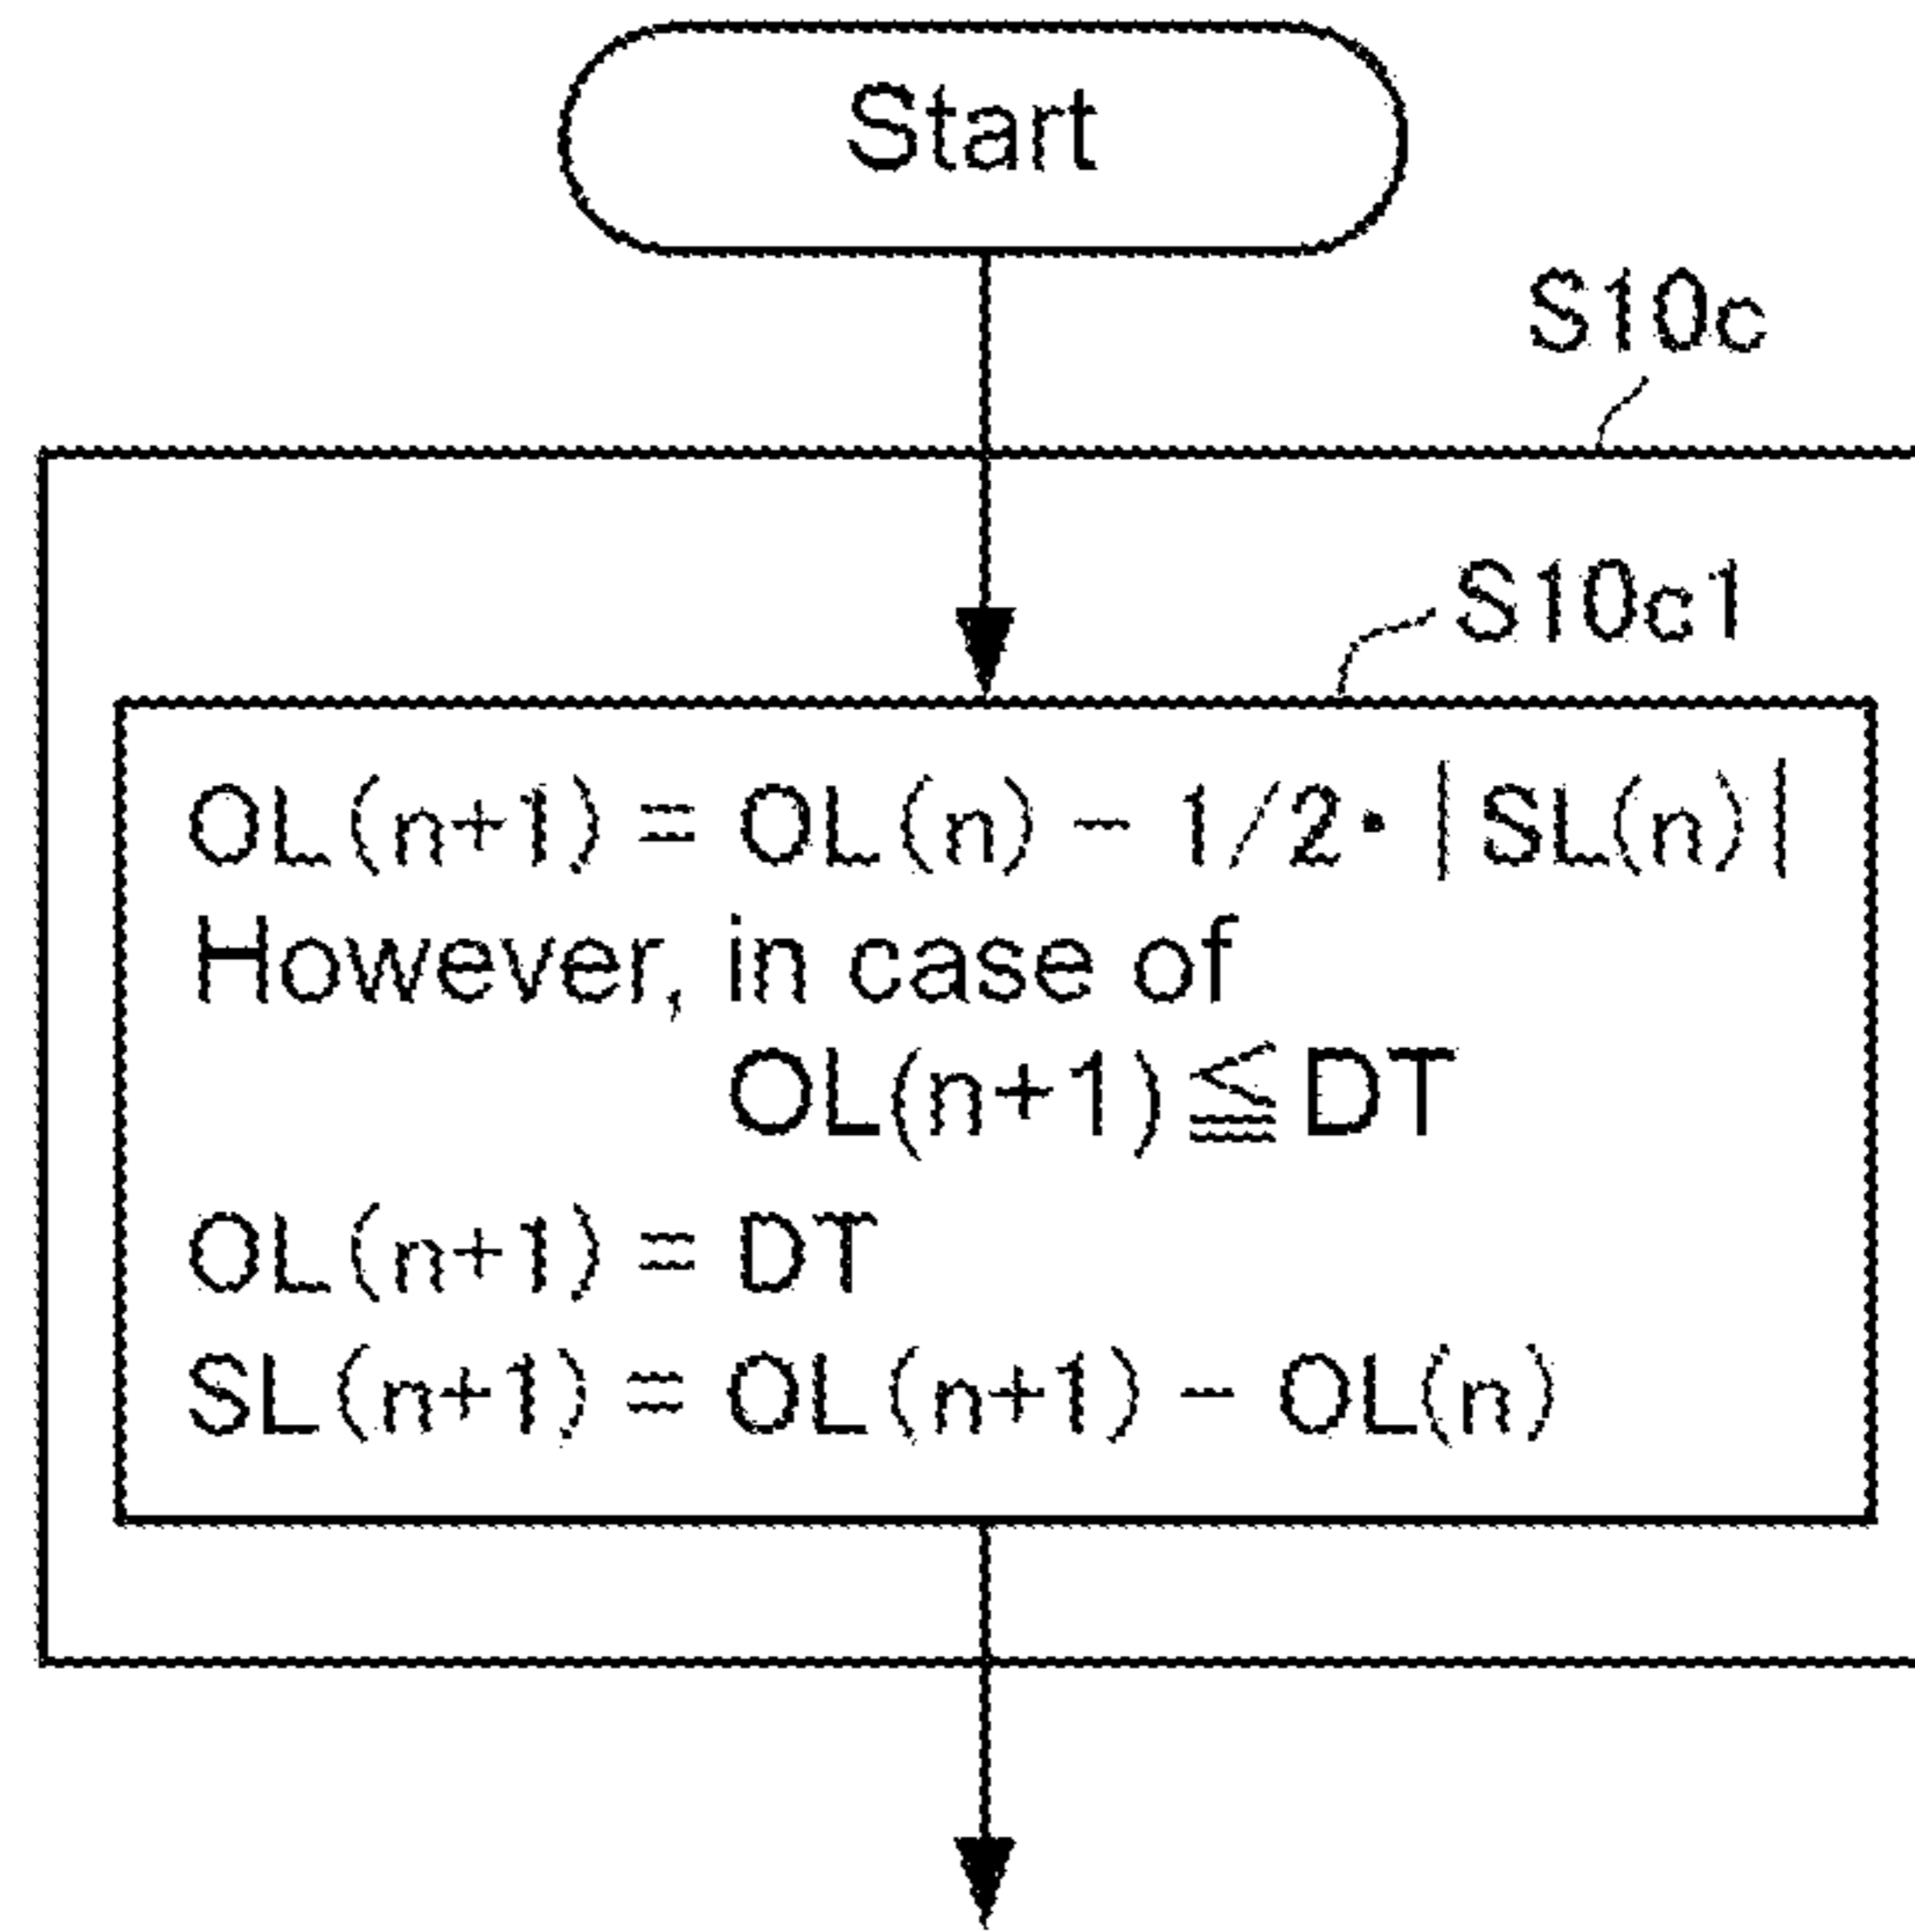 Start
S10c
S10c1
OL(n+1) = OL(n) − 1/2・|SL(n)|
However, in case of
OL(n+1)≦DT
OL(n+1) = DT
SL(n+1) = OL(n+1) − OL(n)